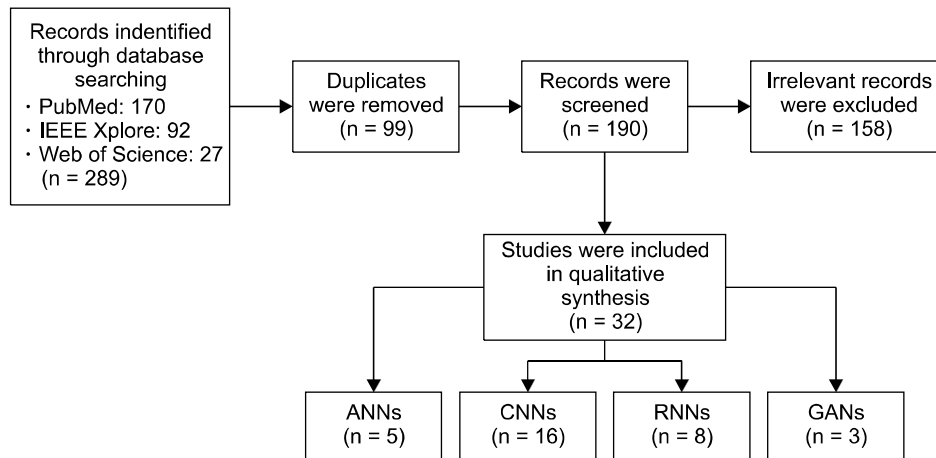 Records indentified
through database
searching
· PubMed: 170
· IEEE Xplore: 92
· Web of Science: 27
(n = 289)
Duplicates
were removed
(n = 99)
Records were
screened
(n = 190)
Irrelevant records
were excluded
(n = 158)
Studies were included
in qualitative
synthesis
(n = 32)
ANNs
(n = 5)
CNNs
(n = 16)
RNNs
(n = 8)
GANs
(n = 3)